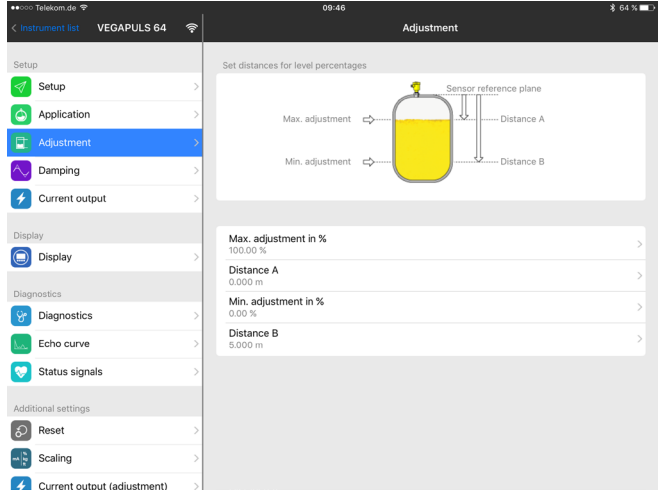 Telekom.de
09:46
64 %
Instrument list
VEGAPULS 64
Adjustment
Setup
Setup
Application
Adjustment
Damping
Current output
Display
Display
Diagnostics
Diagnostics
Echo curve
Status signals
Additional settings
Reset
Scaling
Current output (adjustment)
Set distances for level percentages
Sensor reference plane
Max. adjustment
Distance A
Min. adjustment
Distance B
Max. adjustment in %
100.00 %
Distance A
0.000 m
Min. adjustment in %
0.00 %
Distance B
5.000 m